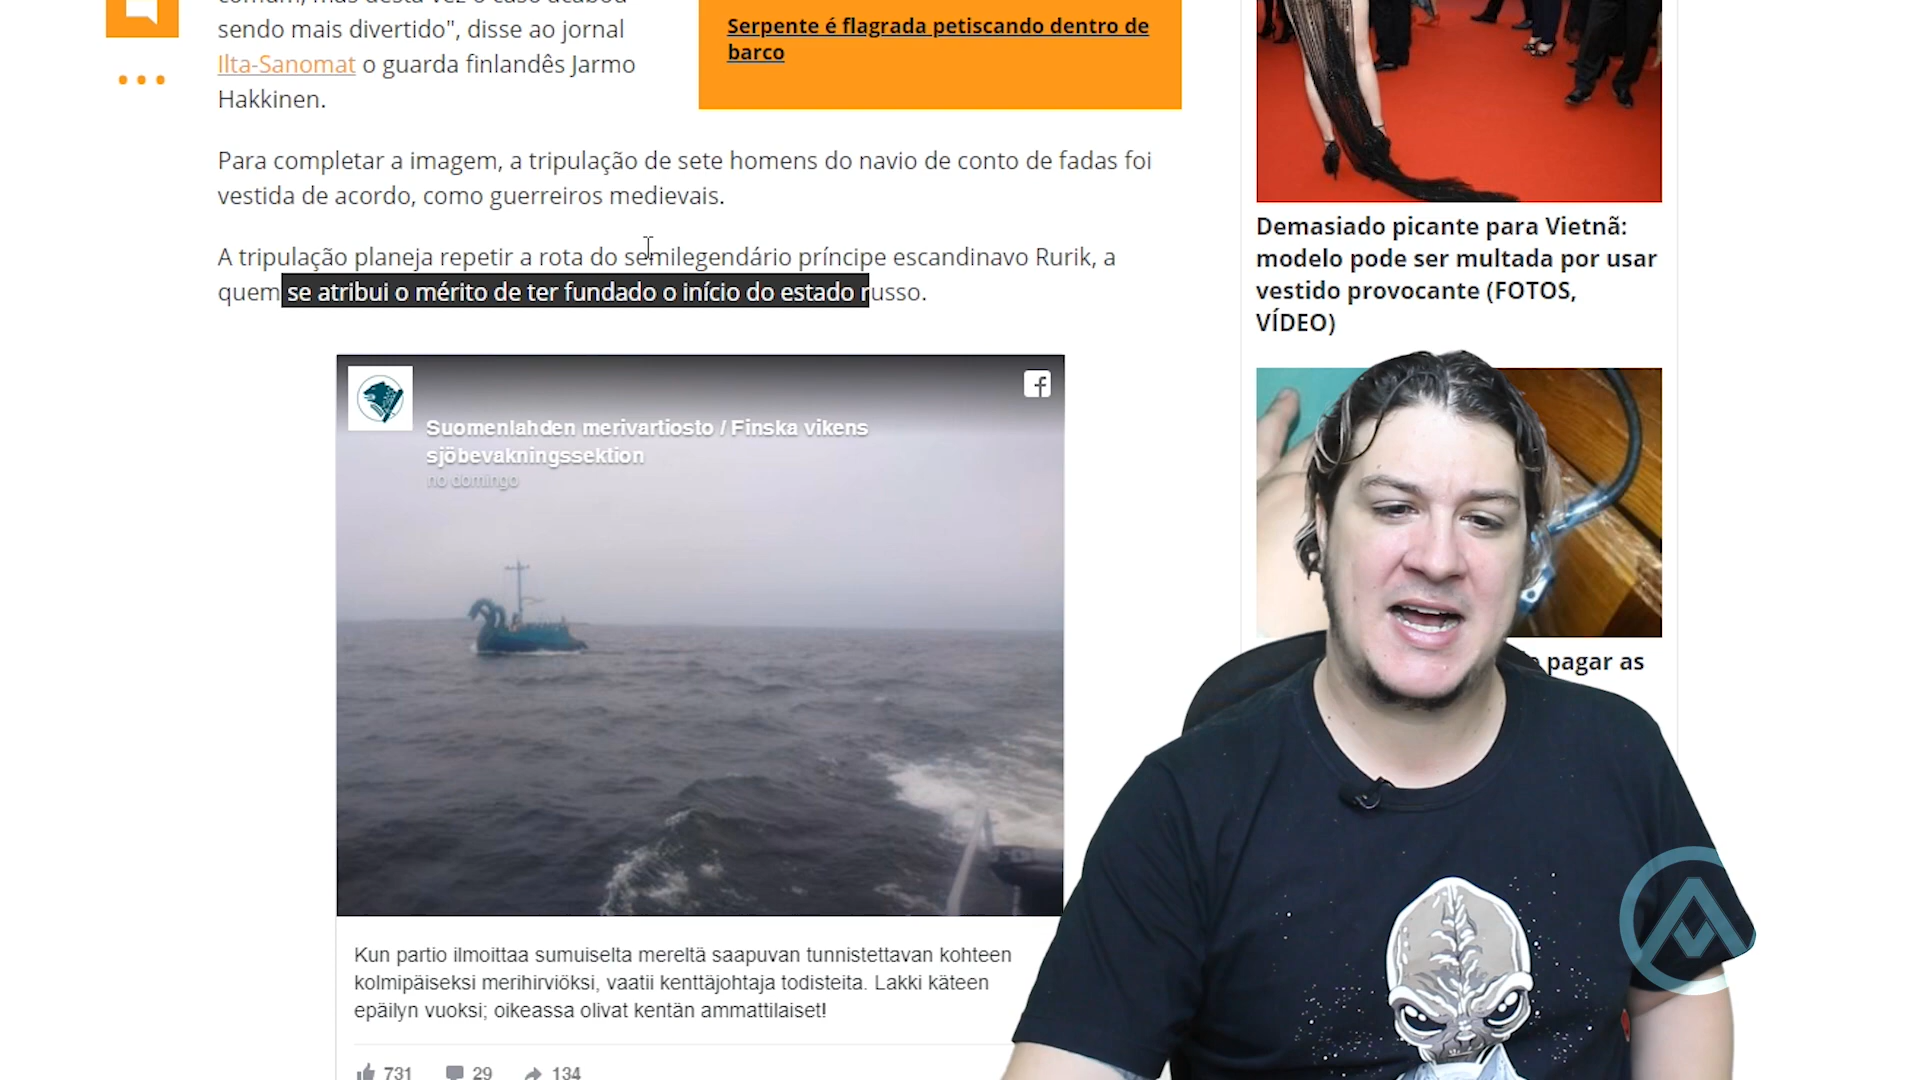 sendo mais divertido", disse ao jornal
Ilta-Sanomat o guarda finlandês Jarmo
Hakkinen.
Serpente é flagrada petiscando dentro de
barco
Para completar a imagem, a tripulação de sete homens do navio de conto de fadas foi
vestida de acordo, como guerreiros medievais.
A tripulação planeja repetir a rota do semilegendário príncipe escandinavo Rurik, a
quem se atribui o mérito de ter fundado o início do estado russo.
Suomenlahden merivartiosto / Finska vikens
sjöbevakningssektion
no domingo
Kun partio ilmoittaa sumuiselta mereltä saapuvan tunnistettavan kohteen
kolmipäiseksi merihirviöksi, vaatii kenttäjohtaja todisteita. Lakki käteen
epäilyn vuoksi; oikeassa olivat kentän ammattilaiset!
731 29 134
Demasiado picante para Vietnã:
modelo pode ser multada por usar
vestido provocante (FOTOS,
VÍDEO)
pagar as